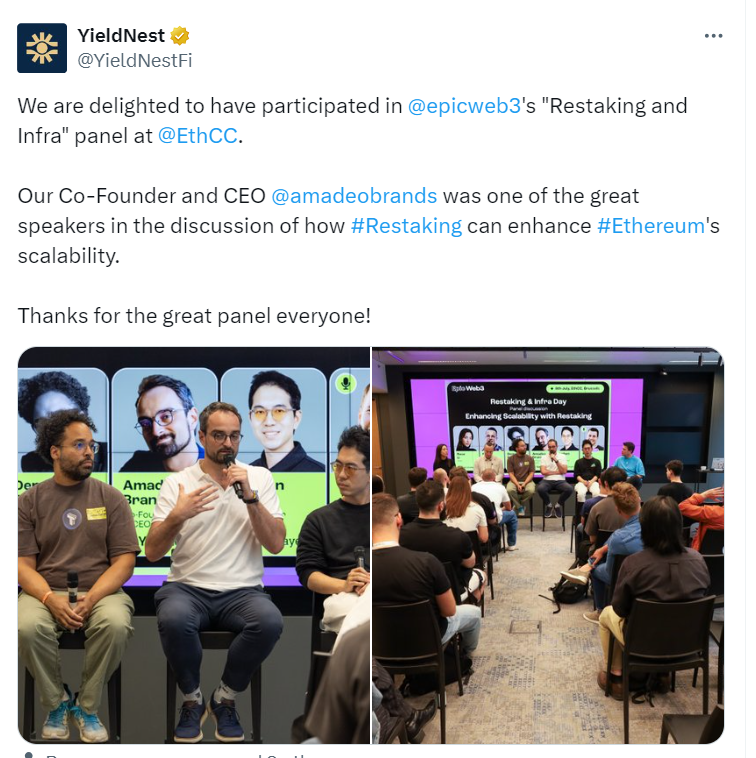 YieldNest
@YieldNestFi
We are delighted to have participated in @epicweb3's "Restaking and
Infra" panel at @EthCC.
Our Co-Founder and CEO @amadeobrands was one of the great
speakers in the discussion of how #Restaking can enhance #Ethereum's
scalability.
Thanks for the great panel everyone!
Amad
Bran
EpicWeb3
Restaking & Infra Day
Panel discussion
Enhancing Scalability with Restaking